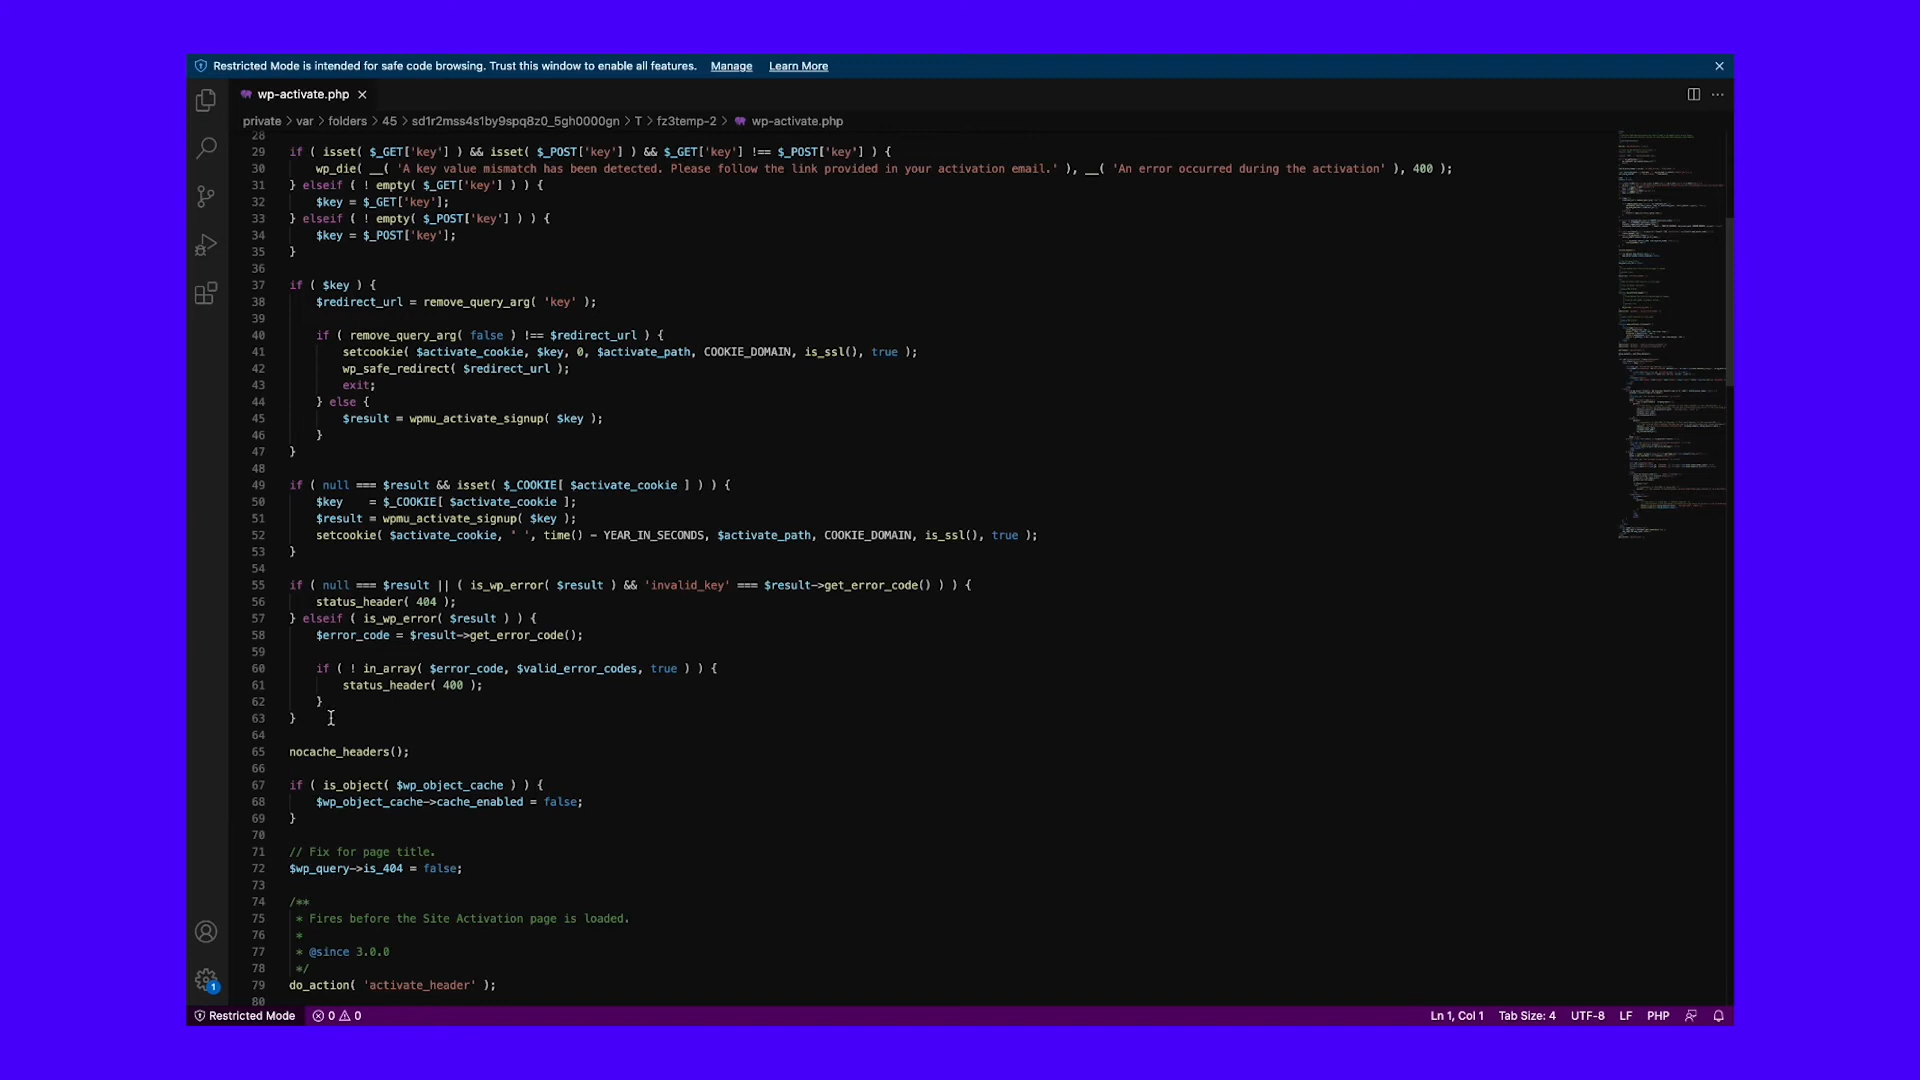 Restricted Mode is intended for safe code browsing. Trust this window to enable all features. Manage Learn More
wp-activate.php
private > var > folders > 45 > sd1r2mss4s1by9spq8z0_5gh0000gn > T > fz3temp-2 > wp-activate.php
28
29 if ( isset( $_GET['key'] ) && isset( $_POST['key'] ) && $_GET['key'] !== $_POST['key'] ) {
30     wp_die( __( 'A key value mismatch has been detected. Please follow the link provided in your activation email.' ), __( 'An error occurred during the activation' ), 400 );
31 } elseif ( ! empty( $_GET['key'] ) ) {
32     $key = $_GET['key'];
33 } elseif ( ! empty( $_POST['key'] ) ) {
34     $key = $_POST['key'];
35 }
36
37 if ( $key ) {
38     $redirect_url = remove_query_arg( 'key' );
39
40     if ( remove_query_arg( false ) !== $redirect_url ) {
41         setcookie( $activate_cookie, $key, 0, $activate_path, COOKIE_DOMAIN, is_ssl(), true );
42         wp_safe_redirect( $redirect_url );
43         exit;
44     } else {
45         $result = wpmu_activate_signup( $key );
46     }
47 }
48
49 if ( null === $result && isset( $_COOKIE[ $activate_cookie ] ) ) {
50     $key    = $_COOKIE[ $activate_cookie ];
51     $result = wpmu_activate_signup( $key );
52     setcookie( $activate_cookie, ' ', time() - YEAR_IN_SECONDS, $activate_path, COOKIE_DOMAIN, is_ssl(), true );
53 }
54
55 if ( null === $result || ( is_wp_error( $result ) && 'invalid_key' === $result->get_error_code() ) ) {
56     status_header( 404 );
57 } elseif ( is_wp_error( $result ) ) {
58     $error_code = $result->get_error_code();
59
60     if ( ! in_array( $error_code, $valid_error_codes, true ) ) {
61         status_header( 400 );
62     }
63 }
64
65 nocache_headers();
66
67 if ( is_object( $wp_object_cache ) ) {
68     $wp_object_cache->cache_enabled = false;
69 }
70
71 // Fix for page title.
72 $wp_query->is_404 = false;
73
74 /**
75  * Fires before the Site Activation page is loaded.
76  *
77  * @since 3.0.0
78  */
79 do_action( 'activate_header' );
80
1
Restricted Mode 0 0 Ln 1, Col 1 Tab Size: 4 UTF-8 LF PHP